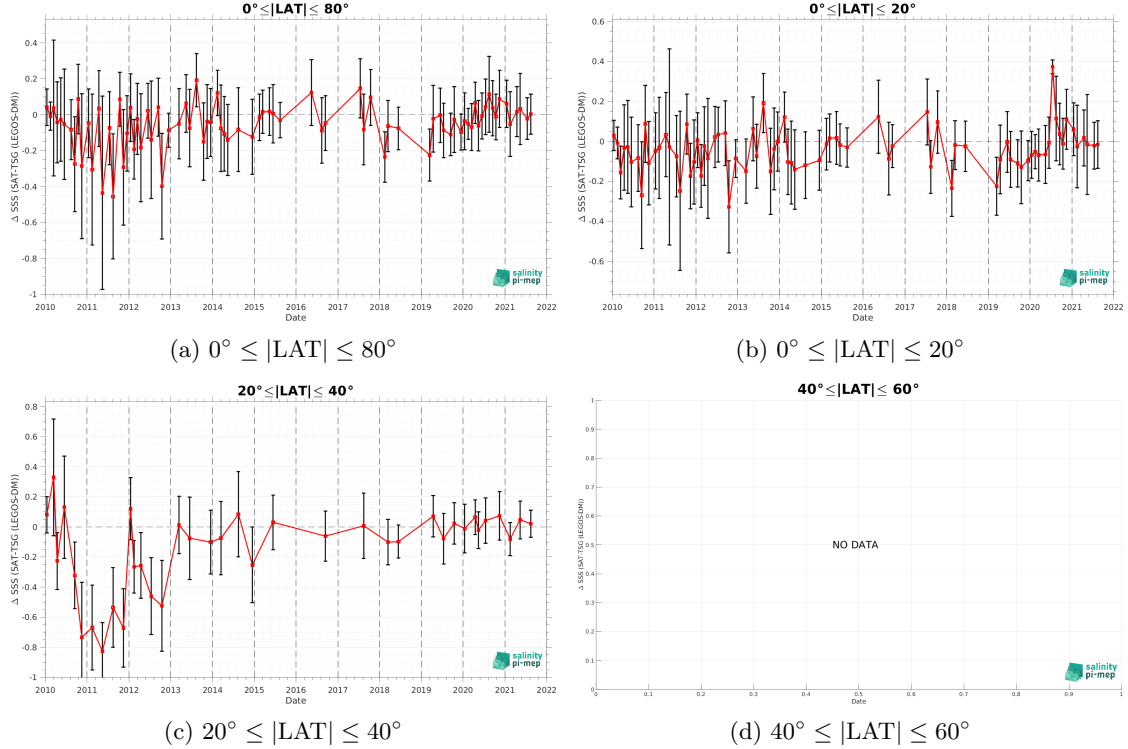 0°≤|LAT|≤ 80°
Δ SSS (SAT-TSG (LEGOS-DM))
0.4
0.2
0
-0.2
-0.4
-0.6
-0.8
-1
2010 2011 2012 2013 2014 2015 2016 2017 2018 2019 2020 2021 2022
Date
salinity
pi-mep
(a) 0° ≤ |LAT| ≤ 80°
0°≤|LAT|≤ 20°
Δ SSS (SAT-TSG (LEGOS-DM))
0.6
0.4
0.2
0
-0.2
-0.4
-0.6
2010 2011 2012 2013 2014 2015 2016 2017 2018 2019 2020 2021 2022
Date
salinity
pi-mep
(b) 0° ≤ |LAT| ≤ 20°
20°≤|LAT|≤ 40°
Δ SSS (SAT-TSG (LEGOS-DM))
0.8
0.6
0.4
0.2
0
-0.2
-0.4
-0.6
-0.8
-1
2010 2011 2012 2013 2014 2015 2016 2017 2018 2019 2020 2021 2022
Date
salinity
pi-mep
(c) 20° ≤ |LAT| ≤ 40°
40°≤|LAT|≤ 60°
Δ SSS (SAT-TSG (LEGOS-DM))
1
0.9
0.8
0.7
0.6
0.5
0.4
0.3
0.2
0.1
0
NO DATA
0 0.1 0.2 0.3 0.4 0.5 0.6 0.7 0.8 0.9 1
Date
salinity
pi-mep
(d) 40° ≤ |LAT| ≤ 60°